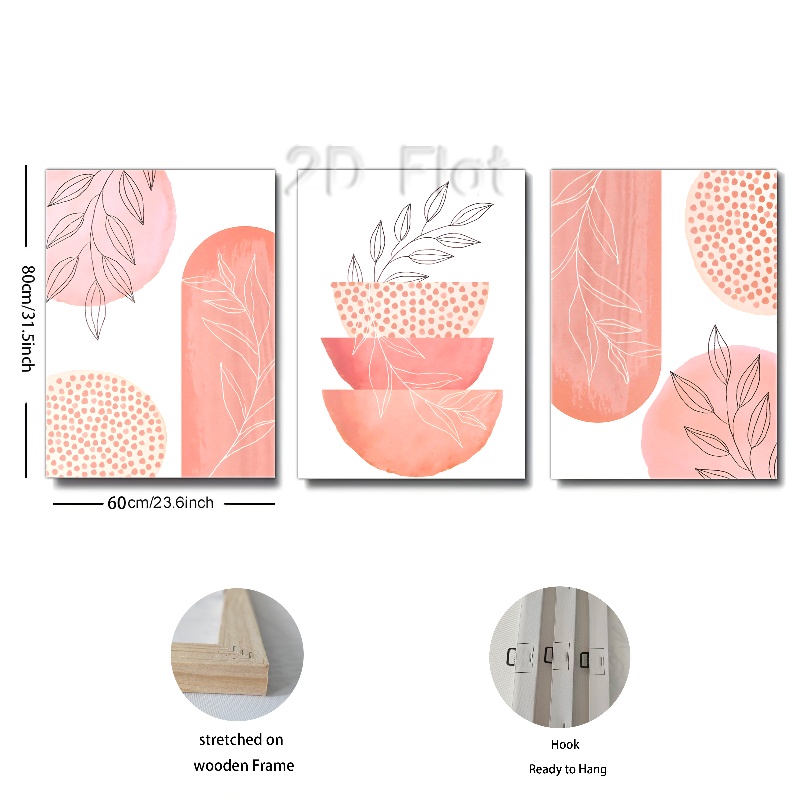 2D Flat
80cm/31.5inch
60cm/23.6inch
stretched on
wooden Frame
Hook
Ready to Hang